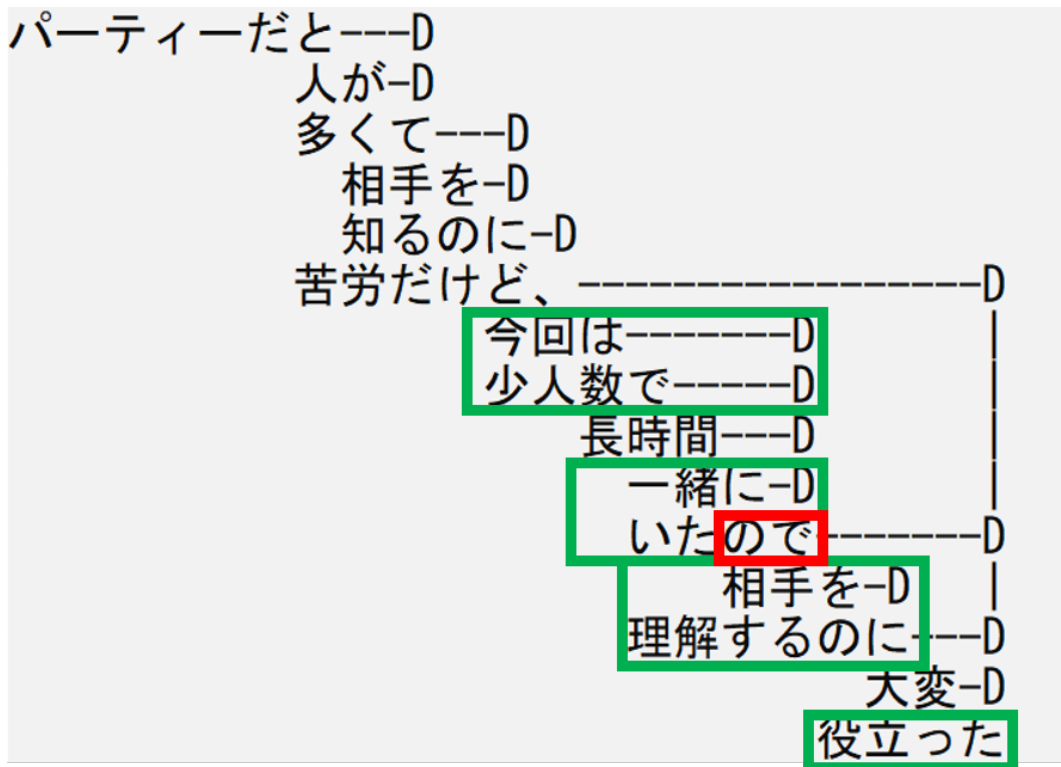 パーティーだと---D
人が-D
多くて---D
相手を-D
知るのに-D
苦労だけど、-----------------D
今回は-------D |
少人数で-----D |
長時間---D |
一緒に-D |
いたので-------D
相手を-D |
理解するのに---D
大変-D
役立った